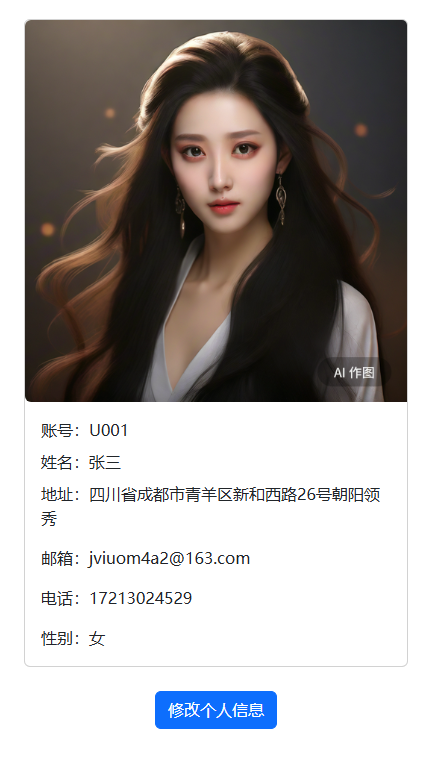 AI 作图
账号：U001
姓名：张三
地址：四川省成都市青羊区新和西路26号朝阳领
秀
邮箱：jviuom4a2@163.com
电话：17213024529
性别：女
修改个人信息